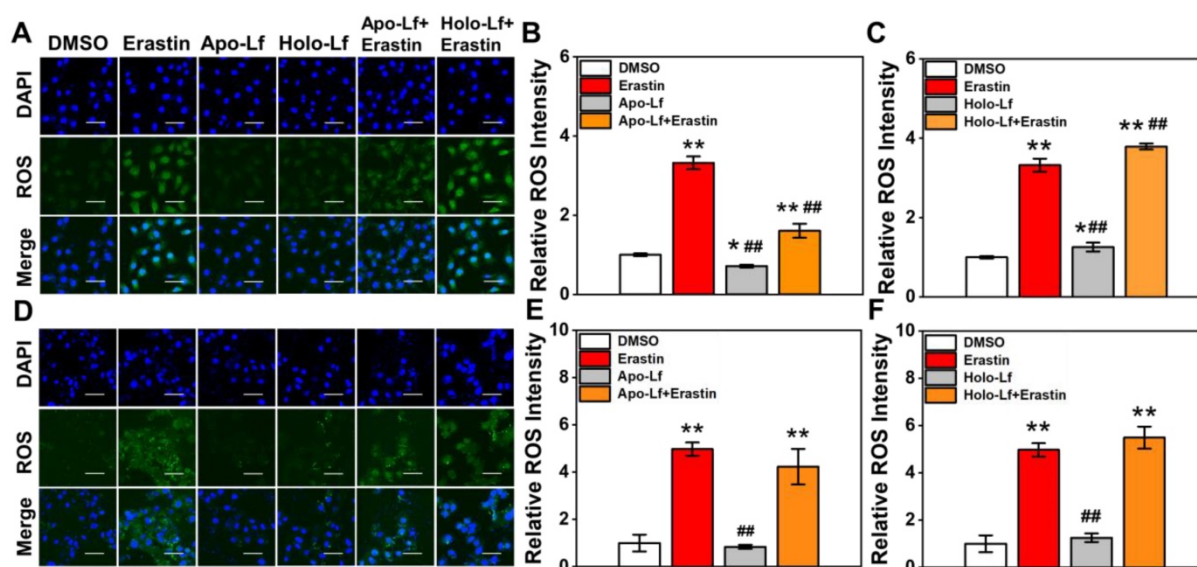 A
DMSO Erastin Apo-Lf Holo-Lf Apo-Lf+ Erastin Holo-Lf+ Erastin
DAPI
ROS
Merge
B
Relative ROS Intensity
6
4
2
0
DMSO
Erastin
Apo-Lf
Apo-Lf+Erastin
**
* ##
** ##
C
Relative ROS Intensity
6
4
2
0
DMSO
Erastin
Holo-Lf
Holo-Lf+Erastin
**
* ##
** ##
D
DAPI
ROS
Merge
E
Relative ROS Intensity
10
8
6
4
2
0
DMSO
Erastin
Apo-Lf
Apo-Lf+Erastin
**
##
**
F
Relative ROS Intensity
10
8
6
4
2
0
DMSO
Erastin
Holo-Lf
Holo-Lf+Erastin
**
##
**